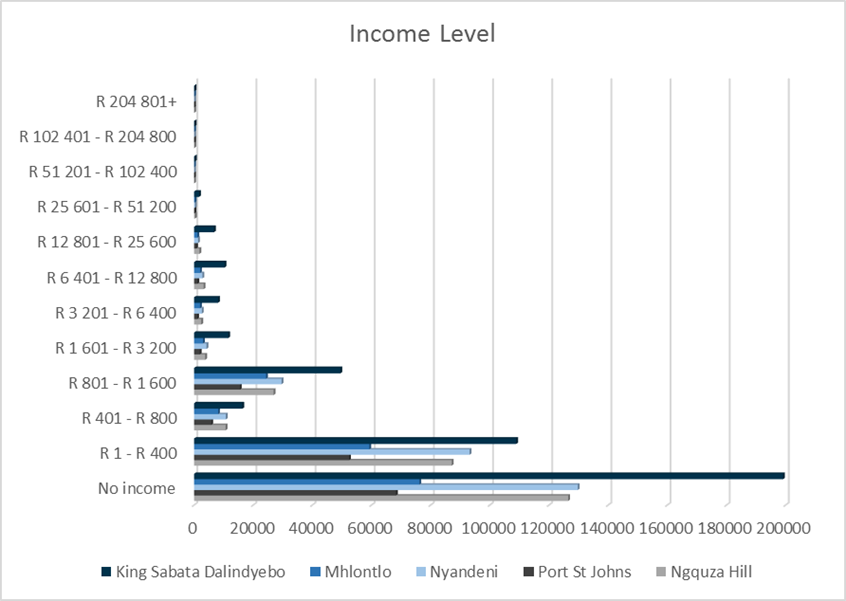 Income Level
R 204 801+
R 102 401 - R 204 800
R 51 201 - R 102 400
R 25 601 - R 51 200
R 12 801 - R 25 600
R 6 401 - R 12 800
R 3 201 - R 6 400
R 1 601 - R 3 200
R 801 - R 1 600
R 401 - R 800
R 1 - R 400
No income
0 20000 40000 60000 80000 100000 120000 140000 160000 180000 200000
King Sabata Dalindyebo Mhlontlo Nyandeni Port St Johns Ngquza Hill